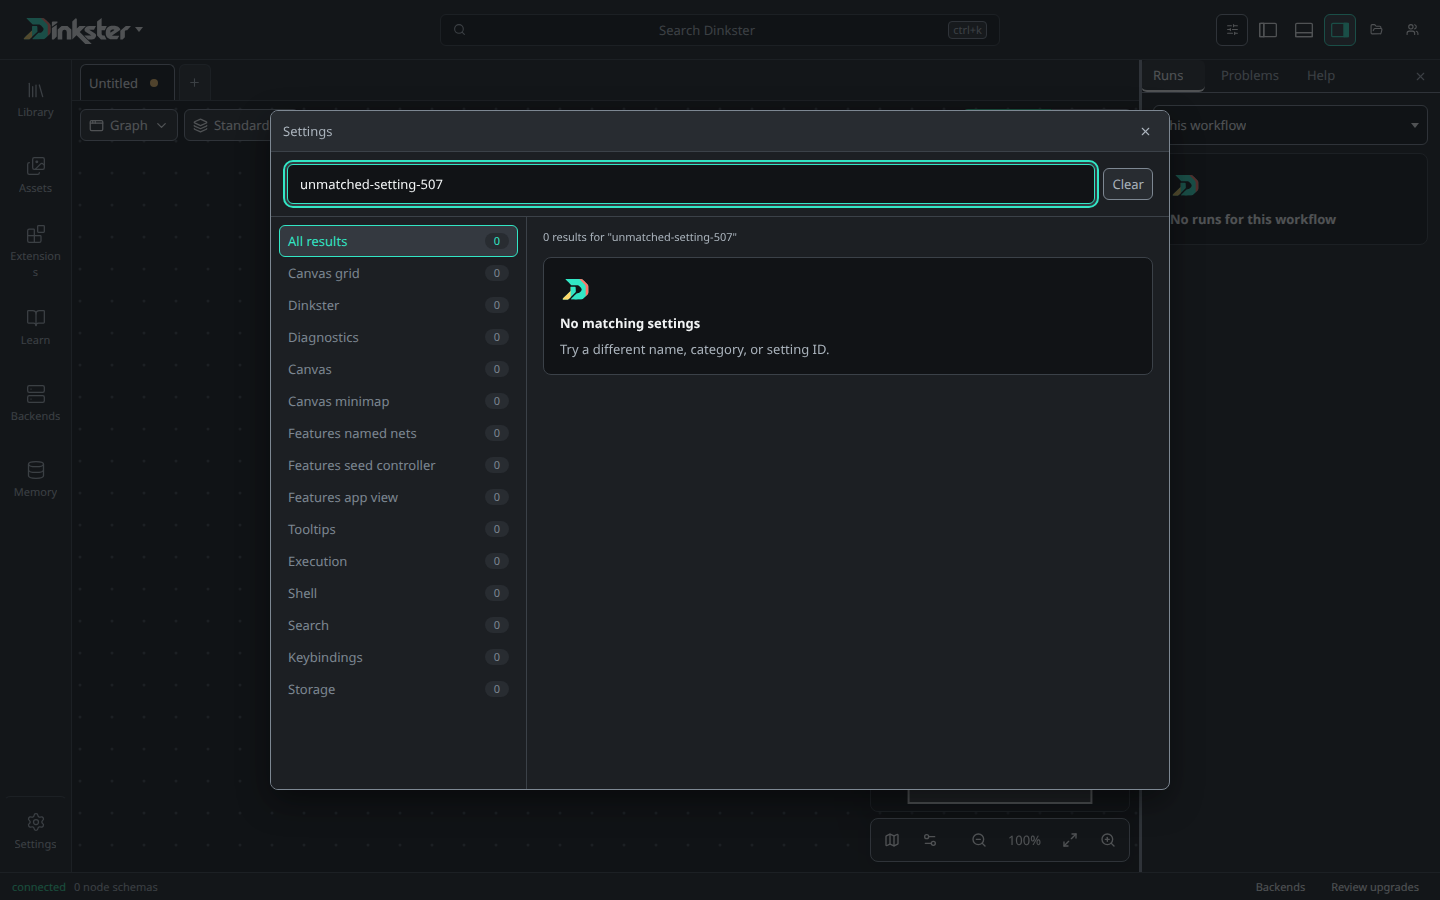 Dinkster
Search Dinkster
ctrl+k
Library
Assets
Extension
s
Learn
Backends
Memory
Settings
Untitled
Graph
Standard
Runs
Problems
Help
his workflow
No runs for this workflow
Settings
unmatched-setting-507
Clear
All results 0
Canvas grid 0
Dinkster 0
Diagnostics 0
Canvas 0
Canvas minimap 0
Features named nets 0
Features seed controller 0
Features app view 0
Tooltips 0
Execution 0
Shell 0
Search 0
Keybindings 0
Storage 0
0 results for "unmatched-setting-507"
No matching settings
Try a different name, category, or setting ID.
100%
connected
0 node schemas
Backends
Review upgrades